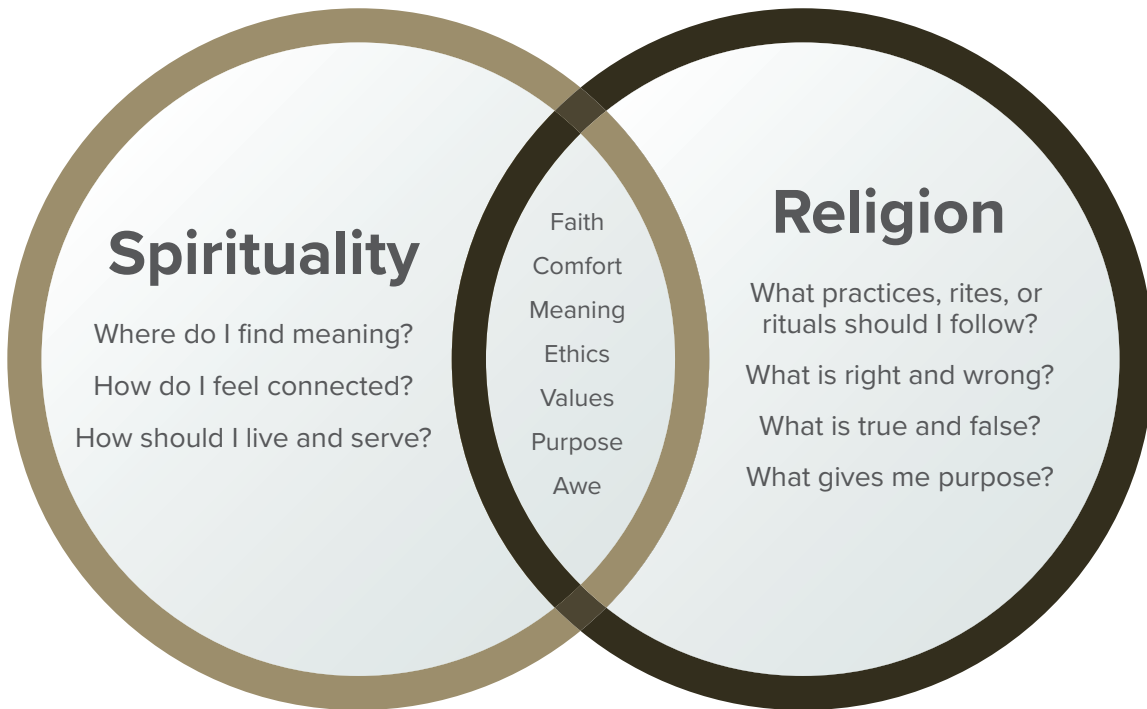 Spirituality
Where do I find meaning?
How do I feel connected?
How should I live and serve?
Faith
Comfort
Meaning
Ethics
Values
Purpose
Awe
Religion
What practices, rites, or
rituals should I follow?
What is right and wrong?
What is true and false?
What gives me purpose?